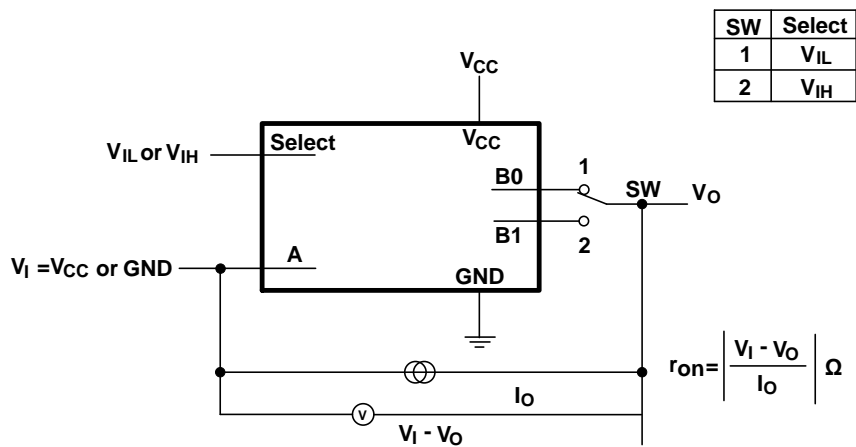 SW Select
1 VIL
2 VIH
VCC
VCC
Select
VIL or VIH
B0
1
SW
VO
B1
2
VI =VCC or GND
A
GND
ron = | VI - VO / IO | Ω
IO
V
VI - VO